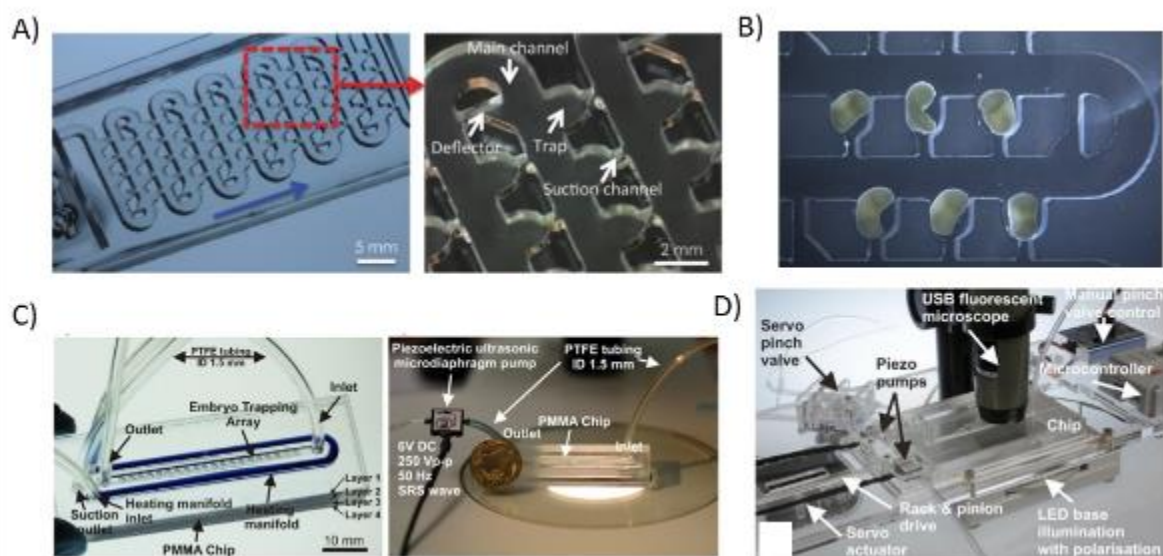 A)
Main channel
Deflector
Trap
Suction channel
5 mm
2 mm
B)
C)
PTFE tubing
ID 1.5 mm
Inlet
Embryo Trapping
Array
Outlet
Heating manifold
inlet
Suction
outlet
Heating
manifold
PMMA Chip
Layer 1
Layer 2
Layer 3
Layer 4
10 mm
Piezoelectric ultrasonic
microdiaphragm pump
PTFE tubing
ID 1.5 mm
Outlet
PMMA Chip
Inlet
6V DC
250 Vp-p
50 Hz
SRS wave
D)
USB fluorescent
microscope
Manual pinch
valve control
Servo
pinch
valve
Piezo
pumps
Microcontroller
Chip
Rack & pinion
drive
Servo
actuator
LED base
illumination
with polarisation